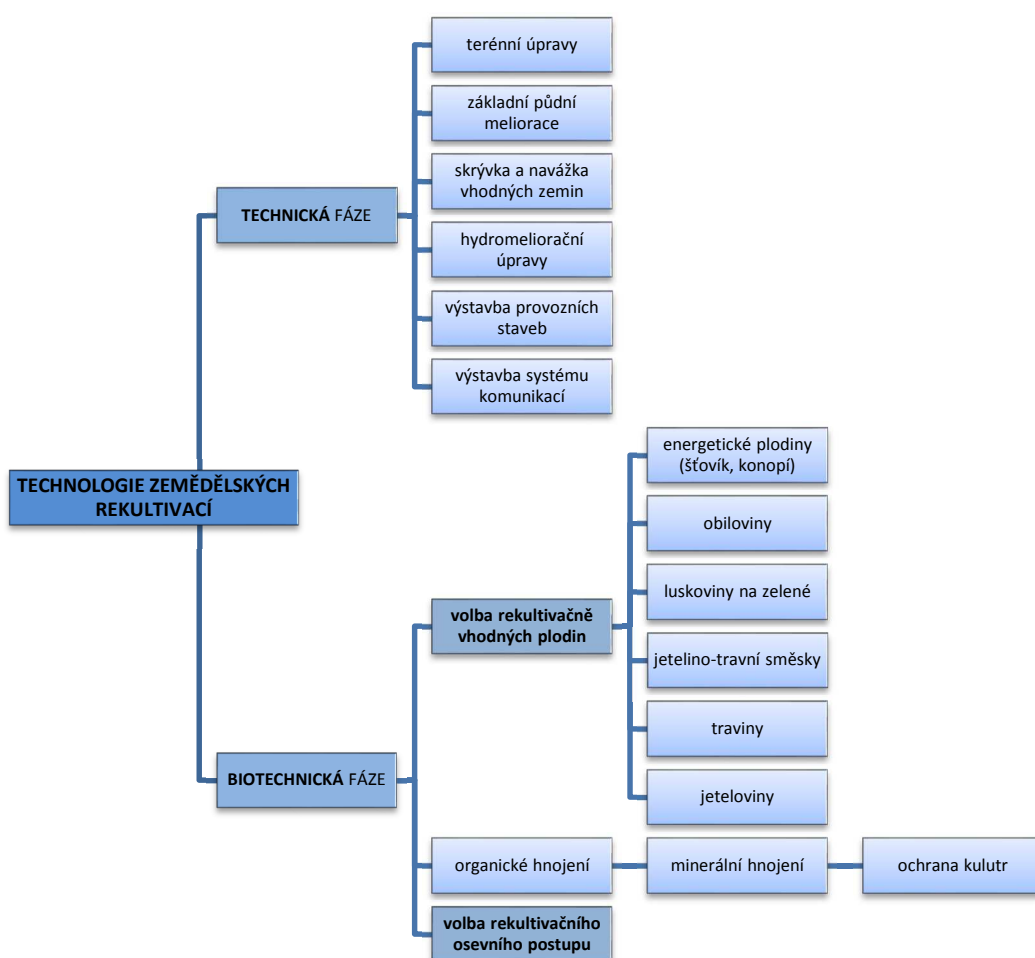 terénní úpravy
základní půdní
meliorace
skrývka a navážka
vhodných zemin
TECHNICKÁ FÁZE
hydromeliorační
úpravy
výstavba provozních
staveb
výstavba systému
komunikací
TECHNOLOGIE ZEMĚDĚLSKÝCH
REKULTIVACÍ
energetické plodiny
(šťovík, konopí)
obiloviny
luskoviny na zelené
volba rekultivačně
vhodných plodin
jetelino-travní směsky
traviny
BIOTECHNICKÁ FÁZE
jeteloviny
organické hnojení
minerální hnojení
ochrana kulutr
volba rekultivačního
osevního postupu